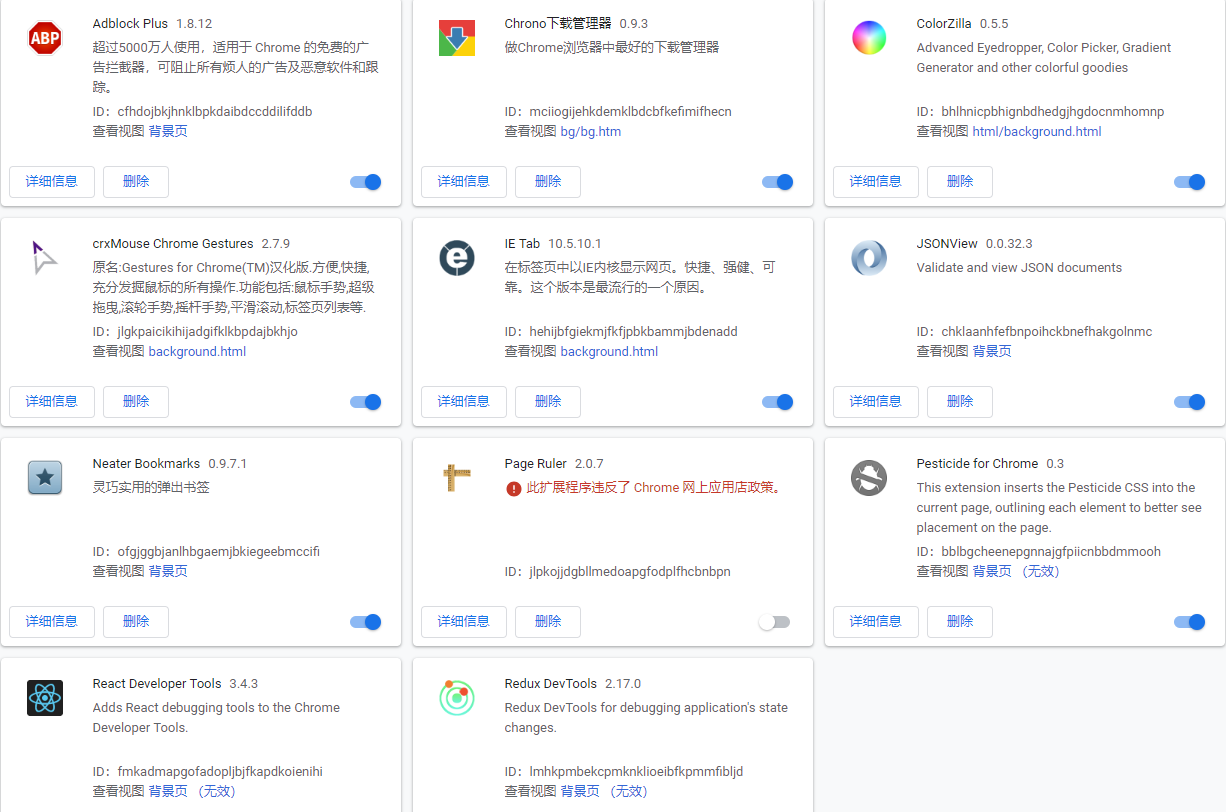 ABP
Adblock Plus 1.8.12
超过5000万人使用，适用于 Chrome 的免费的广
告拦截器，可阻止所有烦人的广告及恶意软件和跟
踪。
ID：cfhdojbkjhnklbpkdaibdccddilifddb
查看视图 背景页
详细信息 删除
Chrono下载管理器 0.9.3
做Chrome浏览器中最好的下载管理器
ID：mciiogijehkdemklbdcbfkefimifhecn
查看视图 bg/bg.htm
详细信息 删除
ColorZilla 0.5.5
Advanced Eyedropper, Color Picker, Gradient
Generator and other colorful goodies
ID：bhlhnicpbhignbdhedgjhgdocnmhomnp
查看视图 html/background.html
详细信息 删除
crxMouse Chrome Gestures 2.7.9
原名:Gestures for Chrome(TM)汉化版.方便,快捷,
充分发掘鼠标的所有操作.功能包括:鼠标手势,超级
拖曳,滚轮手势,摇杆手势,平滑滚动,标签页列表等.
ID：jlgkpaicikihijadgifklkbpdajbkhjo
查看视图 background.html
详细信息 删除
IE Tab 10.5.10.1
在标签页中以IE内核显示网页。快捷、强健、可
靠。这个版本是最流行的一个原因。
ID：hehijbfgiekmjfkfjpbkbammjbdenadd
查看视图 background.html
详细信息 删除
JSONView 0.0.32.3
Validate and view JSON documents
ID：chklaanhfefbnpoihckbnefhakgolnmc
查看视图 背景页
详细信息 删除
Neater Bookmarks 0.9.7.1
灵巧实用的弹出书签
ID：ofgjggbjanlhbgaemjbkiegeebmccifi
查看视图 背景页
详细信息 删除
Page Ruler 2.0.7
此扩展程序违反了 Chrome 网上应用店政策。
ID：jlpkojjdgbllmedoapgfodplfhcbnbpn
详细信息 删除
Pesticide for Chrome 0.3
This extension inserts the Pesticide CSS into the
current page, outlining each element to better see
placement on the page.
ID：bblbgcheenepgnnajgfpiicnbbdmmooh
查看视图 背景页 （无效）
详细信息 删除
React Developer Tools 3.4.3
Adds React debugging tools to the Chrome
Developer Tools.
ID：fmkadmapgofadopljbjfkapdkoienihi
查看视图 背景页 （无效）
Redux DevTools 2.17.0
Redux DevTools for debugging application's state
changes.
ID：lmhkpmbekcpmknklioeibfkpmmfibljd
查看视图 背景页 （无效）